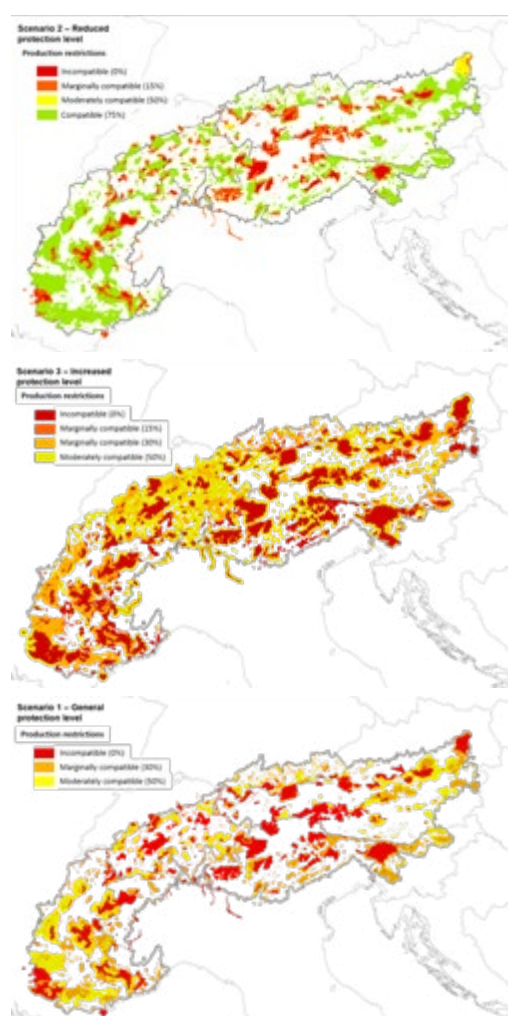 Scenario 2 – Reduced
protection level
Production restrictions
Incompatible (0%)
Marginally compatible (15%)
Moderately compatible (50%)
Compatible (75%)
Scenario 3 – Increased
protection level
Production restrictions
Incompatible (0%)
Marginally compatible (15%)
Marginally compatible (30%)
Moderately compatible (50%)
Scenario 1 – General
protection level
Production restrictions
Incompatible (0%)
Marginally compatible (30%)
Moderately compatible (50%)